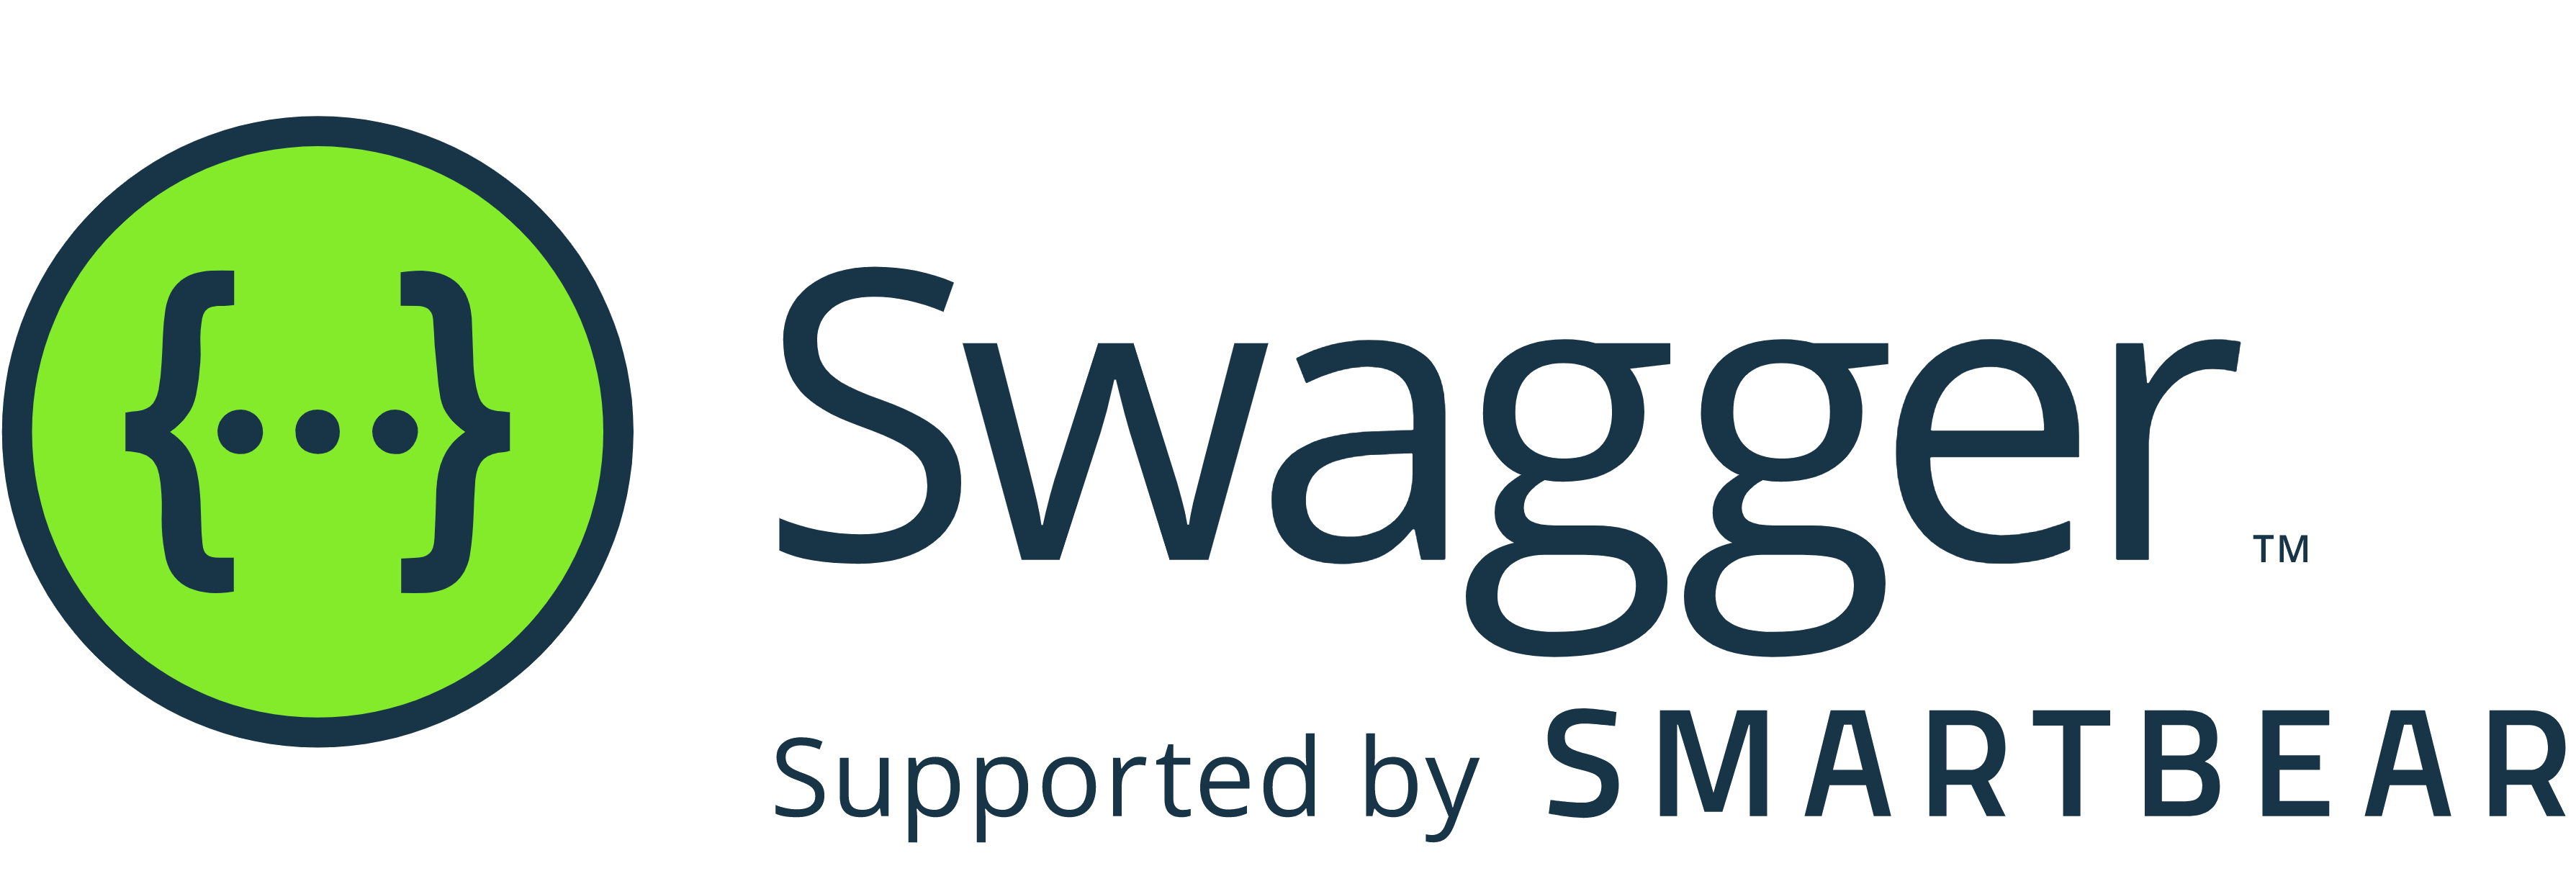 {...}
Swagger™
Supported by SMARTBEAR